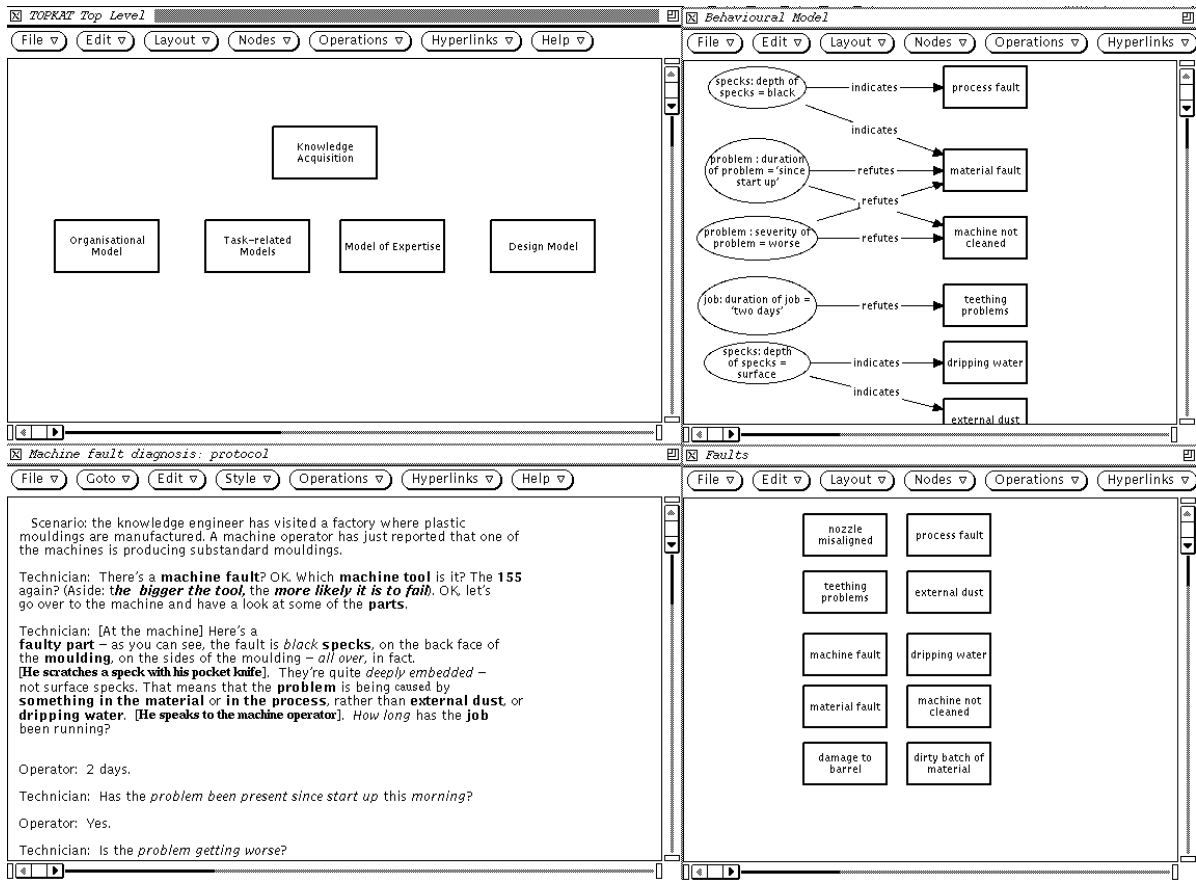 TOPKAT Top Level
File Edit Layout Nodes Operations Hyperlinks Help
Knowledge
Acquisition
Organisational
Model
Task-related
Models
Model of Expertise
Design Model
Behavioural Model
File Edit Layout Nodes Operations Hyperlinks
specks: depth of
specks = black
indicates
process fault
indicates
problem : duration
of problem ='since
start up'
refutes
material fault
refutes
problem : severity of
problem = worse
refutes
machine not
cleaned
job: duration of job =
'two days'
refutes
teething
problems
specks: depth
of specks =
surface
indicates
dripping water
indicates
external dust
Machine fault diagnosis: protocol
File Goto Edit Style Operations Hyperlinks Help
Scenario: the knowledge engineer has visited a factory where plastic
mouldings are manufactured. A machine operator has just reported that one of
the machines is producing substandard mouldings.
Technician: There's a machine fault? OK. Which machine tool is it? The 155
again? (Aside: the bigger the tool, the more likely it is to fail). OK, let's
go over to the machine and have a look at some of the parts.
Technician: [At the machine] Here's a
faulty part – as you can see, the fault is black specks, on the back face of
the moulding, on the sides of the moulding – all over, in fact.
[He scratches a speck with his pocket knife]. They're quite deeply embedded –
not surface specks. That means that the problem is being caused by
something in the material or in the process, rather than external dust, or
dripping water. [He speaks to the machine operator]. How long has the job
been running?
Operator: 2 days.
Technician: Has the problem been present since start up this morning?
Operator: Yes.
Technician: Is the problem getting worse?
Faults
File Edit Layout Nodes Operations Hyperlinks
nozzle
misaligned
process fault
teething
problems
external dust
machine fault
dripping water
material fault
machine not
cleaned
damage to
barrel
dirty batch of
material